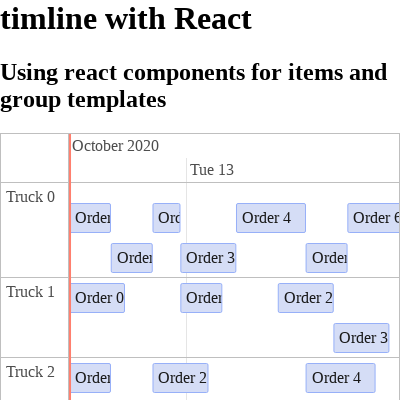 timline with React
Using react components for items and
group templates
October 2020
Tue 13
Truck 0
Order
Order 4
Order 6
Order
Order 3
Order
Truck 1
Order 0
Order
Order 2
Order 3
Truck 2
Order
Order 2
Order 4